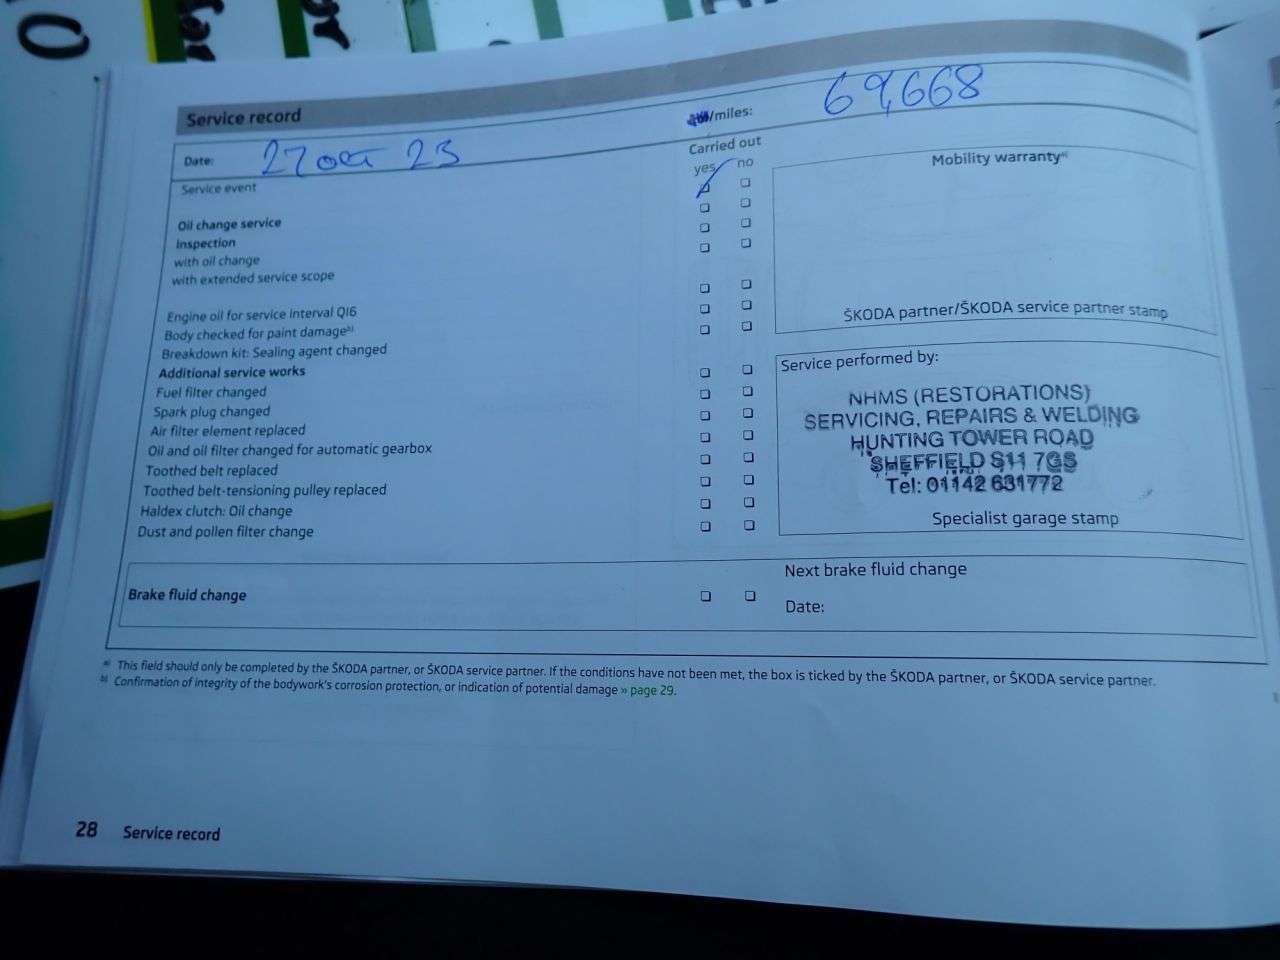 Service record
Date: 27 OCT 23
/miles: 69,668
Service event
Carried out
yes no
Oil change service
Inspection
with oil change
with extended service scope
Engine oil for service interval QI6
Body checked for paint damage b)
Breakdown kit: Sealing agent changed
Additional service works
Fuel filter changed
Spark plug changed
Air filter element replaced
Oil and oil filter changed for automatic gearbox
Toothed belt replaced
Toothed belt-tensioning pulley replaced
Haldex clutch: Oil change
Dust and pollen filter change
Mobility warranty a)
ŠKODA partner/ŠKODA service partner stamp
Service performed by:
NHMS (RESTORATIONS)
SERVICING, REPAIRS & WELDING
HUNTING TOWER ROAD
SHEFFIELD S11 7GS
Tel: 01142 631772
Specialist garage stamp
Brake fluid change
Next brake fluid change
Date:
a) This field should only be completed by the ŠKODA partner, or ŠKODA service partner. If the conditions have not been met, the box is ticked by the ŠKODA partner, or ŠKODA service partner.
b) Confirmation of integrity of the bodywork's corrosion protection, or indication of potential damage » page 29.
28 Service record